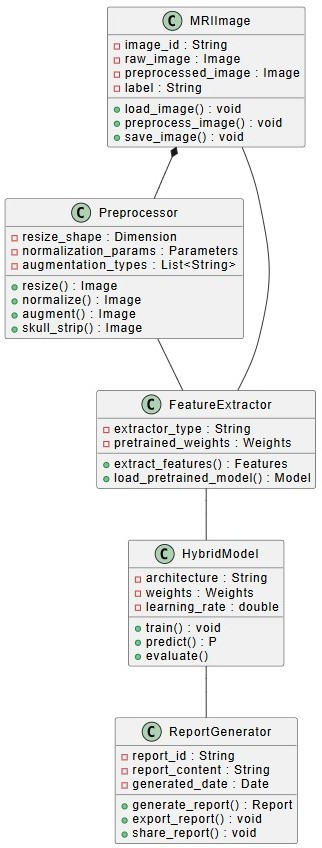 C MRIImage
image_id : String
raw_image : Image
preprocessed_image : Image
label : String
load_image() : void
preprocess_image() : void
save_image() : void
C Preprocessor
resize_shape : Dimension
normalization_params : Parameters
augmentation_types : List<String>
resize() : Image
normalize() : Image
augment() : Image
skull_strip() : Image
C FeatureExtractor
extractor_type : String
pretrained_weights : Weights
extract_features() : Features
load_pretrained_model() : Model
C HybridModel
architecture : String
weights : Weights
learning_rate : double
train() : void
predict() : P
evaluate()
C ReportGenerator
report_id : String
report_content : String
generated_date : Date
generate_report() : Report
export_report() : void
share_report() : void